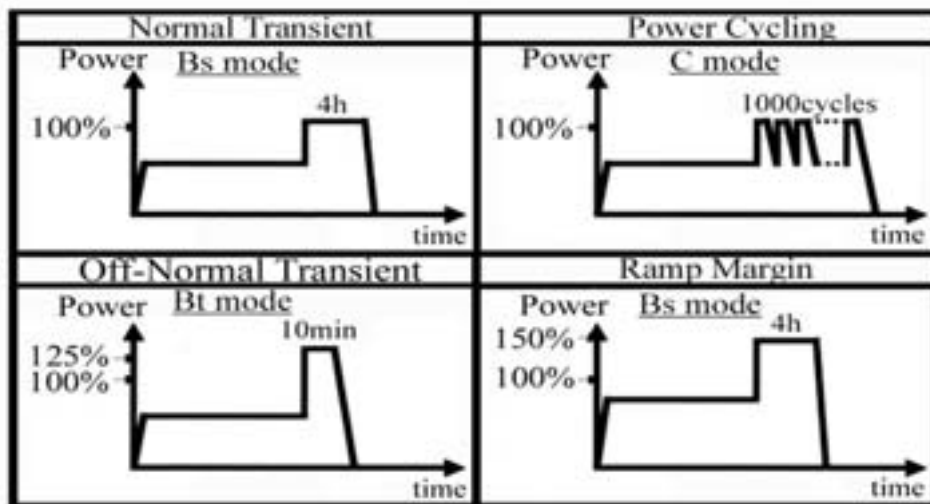 Normal Transient
Power
Bs mode
4h
100%
time
Power Cycling
Power
C mode
1000cycles
100%
time
Off-Normal Transient
Power
Bt mode
10min
125%
100%
time
Ramp Margin
Power
Bs mode
4h
150%
100%
time